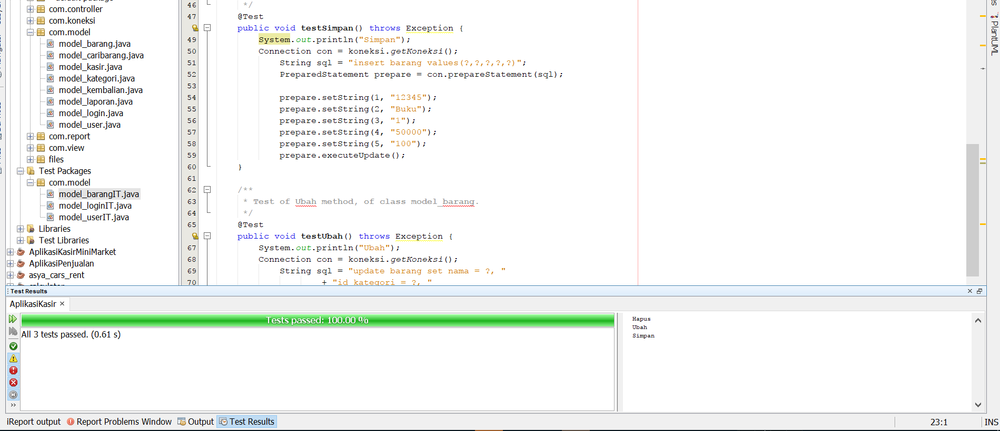 com.controller
com.koneksi
com.model
model_barang.java
model_caribarang.java
model_kasir.java
model_kategori.java
model_kembalian.java
model_laporan.java
model_login.java
model_user.java
com.report
com.view
files
Test Packages
com.model
model_barangIT.java
model_loginIT.java
model_userIT.java
Libraries
Test Libraries
AplikasiKasirMiniMarket
AplikasiPenjualan
asya_cars_rent
46 */
47 @Test
public void testSimpan() throws Exception {
49 System.out.println("Simpan");
50 Connection con = koneksi.getKoneksi();
51 String sql = "insert barang values(?,?,?,?,?)";
52 PreparedStatement prepare = con.prepareStatement(sql);
53
54 prepare.setString(1, "12345");
55 prepare.setString(2, "Buku");
56 prepare.setString(3, "1");
57 prepare.setString(4, "50000");
58 prepare.setString(5, "100");
59 prepare.executeUpdate();
60 }
61
62 /**
63 * Test of Ubah method, of class model_barang.
64 */
65 @Test
public void testUbah() throws Exception {
67 System.out.println("Ubah");
68 Connection con = koneksi.getKoneksi();
69 String sql = "update barang set nama = ?, "
70 + "id_kategori = ?, "
PlantUML
Test Results
AplikasiKasir
Tests passed: 100.00 %
All 3 tests passed. (0.61 s)
Hapus
Ubah
Simpan
iReport output Report Problems Window Output Test Results 23:1 INS